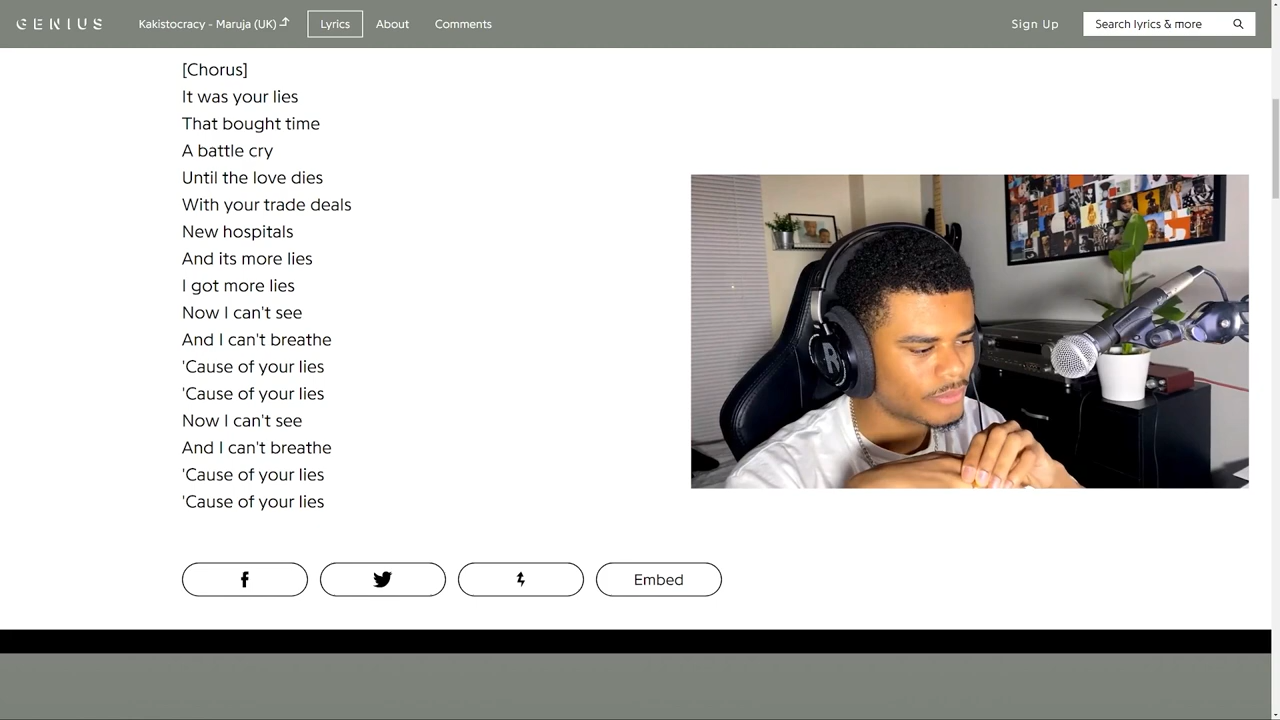 GENIUS
Kakistocracy - Maruja (UK)
Lyrics
About
Comments
Sign Up
Search lyrics & more
[Chorus]
It was your lies
That bought time
A battle cry
Until the love dies
With your trade deals
New hospitals
And its more lies
I got more lies
Now I can't see
And I can't breathe
'Cause of your lies
'Cause of your lies
Now I can't see
And I can't breathe
'Cause of your lies
'Cause of your lies
Embed